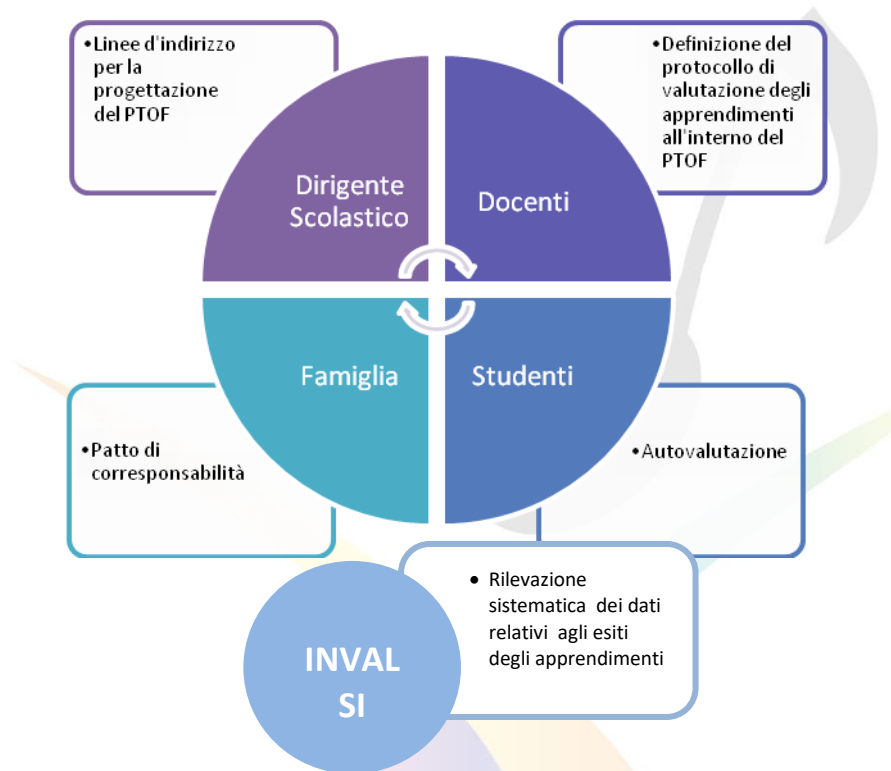 •Linee d'indirizzo
per la
progettazione
del PTOF
•Definizione del
protocollo di
valutazione degli
apprendimenti
all'interno del
PTOF
Dirigente
Scolastico
Docenti
Famiglia
Studenti
•Patto di
corresponsabilità
•Autovalutazione
• Rilevazione
sistematica dei dati
relativi agli esiti
degli apprendimenti
INVAL
SI